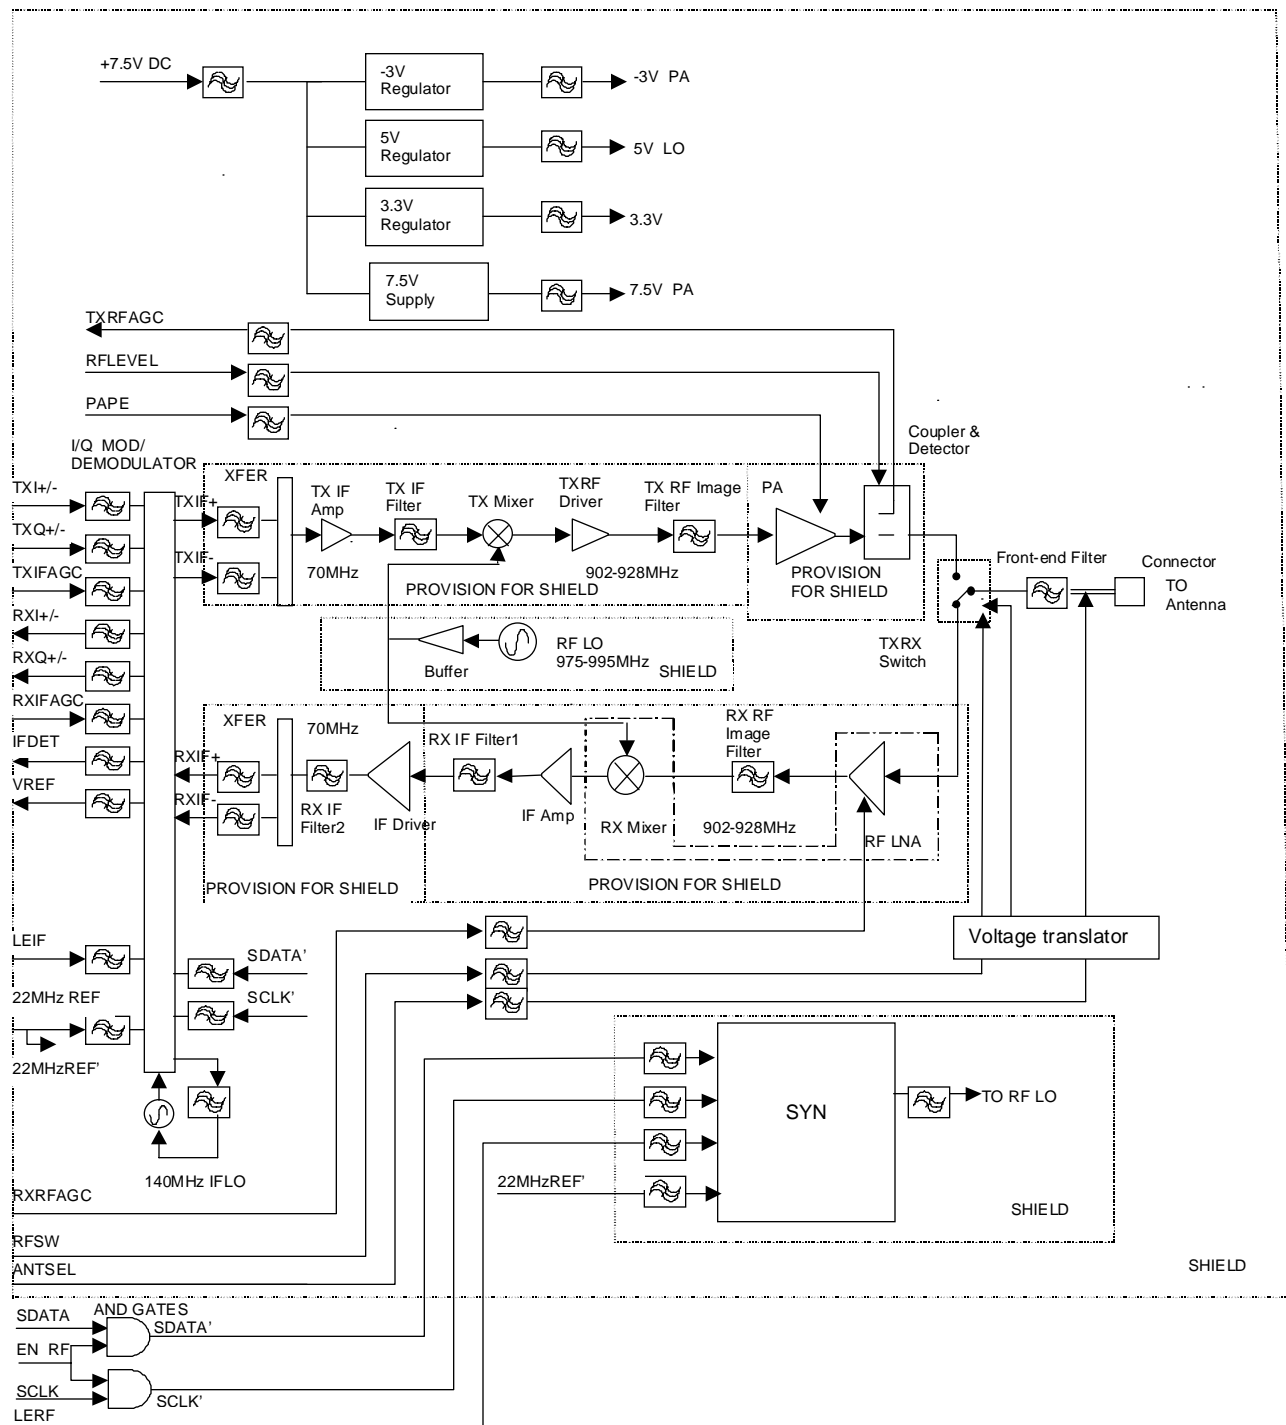 +7.5V DC
-3V
Regulator
-3V PA
5V
Regulator
5V LO
3.3V
Regulator
3.3V
7.5V
Supply
7.5V PA
TXRFAGC
RFLEVEL
PAPE
Coupler &
Detector
I/Q MOD/
DEMODULATOR
XFER
TXI+/-
TXIF+
TX IF
Amp
TX IF
Filter
TX Mixer
TXRF
Driver
TX RF Image
Filter
PA
TXQ+/-
TXIF-
70MHz
902-928MHz
PROVISION FOR SHIELD
PROVISION
FOR SHIELD
Front-end Filter
Connector
TO
Antenna
TXIFAGC
RXI+/-
RXQ+/-
RXIFAGC
IFDET
VREF
Buffer
RF LO
975-995MHz
SHIELD
TXRX
Switch
XFER
70MHz
RXIF+
RXIF-
RX IF
Filter2
IF Driver
RX IF Filter1
IF Amp
RX Mixer
RX RF
Image
Filter
902-928MHz
RF LNA
PROVISION FOR SHIELD
PROVISION FOR SHIELD
LEIF
SDATA'
Voltage translator
22MHz REF
SCLK'
22MHzREF'
140MHz IFLO
SYN
TO RF LO
22MHzREF'
SHIELD
RXRFAGC
RFSW
ANTSEL
SHIELD
AND GATES
SDATA
SDATA'
EN RF
SCLK
SCLK'
LERF